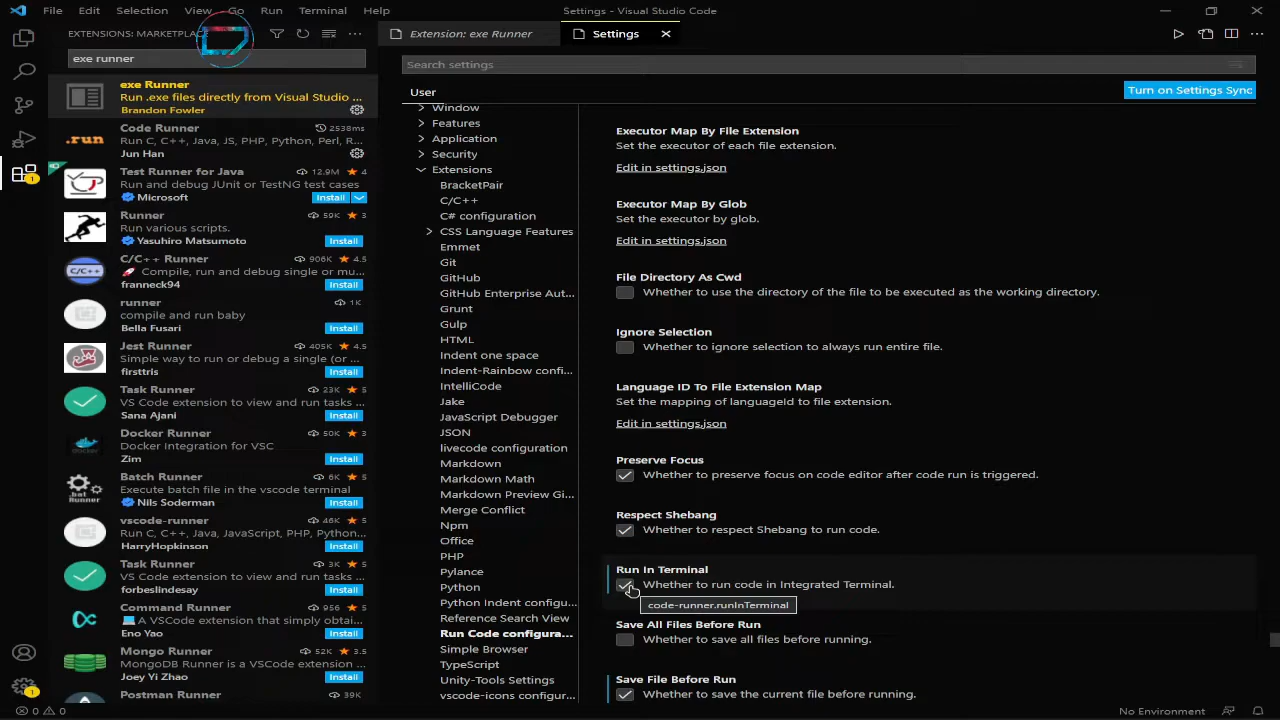 File Edit Selection View Go Run Terminal Help
Settings - Visual Studio Code
EXTENSIONS: MARKETPLA
exe runner
exe Runner
Run .exe files directly from Visual Studio ...
Brandon Fowler
Code Runner 2538ms
Run C, C++, Java, JS, PHP, Python, Perl, R...
Jun Han
Test Runner for Java 12.9M 4
Run and debug JUnit or TestNG test cases
Microsoft Install
Runner 59K 3
Run various scripts.
Yasuhiro Matsumoto Install
C/C++ Runner 906K 4.5
🚀 Compile, run and debug single or mu...
franneck94 Install
runner 1K
compile and run baby
Bella Fusari Install
Jest Runner 405K 4.5
Simple way to run or debug a single (or ...
firsttris Install
Task Runner 23K 5
VS Code extension to view and run tasks ...
Sana Ajani Install
Docker Runner 50K 3
Docker Integration for VSC
Zim Install
Batch Runner 6K 5
Execute batch file in the vscode terminal
Nils Soderman Install
vscode-runner 46K 5
Run C, C++, Java, JavaScript, PHP, Python...
HarryHopkinson Install
Task Runner 3K 5
VS Code extension to view and run tasks ...
forbeslindesay Install
Command Runner 956 5
💻 A VSCode extension that simply obtai...
Eno Yao Install
Mongo Runner 52K 3.5
MongoDB Runner is a VSCode extension ...
Joey Yi Zhao Install
Postman Runner 39K
.run
C/C++
docker
bat Runner
1
1
0 0
Extension: exe Runner
Settings
Search settings
User
Turn on Settings Sync
Window
Features
Application
Security
Extensions
BracketPair
C/C++
C# configuration
CSS Language Features
Emmet
Git
GitHub
GitHub Enterprise Aut...
Grunt
Gulp
HTML
Indent one space
Indent-Rainbow confi...
IntelliCode
Jake
JavaScript Debugger
JSON
livecode configuration
Markdown
Markdown Math
Markdown Preview Gi...
Merge Conflict
Npm
Office
PHP
Pylance
Python
Python Indent configu...
Reference Search View
Run Code configura...
Simple Browser
TypeScript
Unity-Tools Settings
vscode-icons configur...
Executor Map By File Extension
Set the executor of each file extension.
Edit in settings.json
Executor Map By Glob
Set the executor by glob.
Edit in settings.json
File Directory As Cwd
Whether to use the directory of the file to be executed as the working directory.
Ignore Selection
Whether to ignore selection to always run entire file.
Language ID To File Extension Map
Set the mapping of languageId to file extension.
Edit in settings.json
Preserve Focus
Whether to preserve focus on code editor after code run is triggered.
Respect Shebang
Whether to respect Shebang to run code.
Run In Terminal
Whether to run code in Integrated Terminal.
code-runner.runInTerminal
Save All Files Before Run
Whether to save all files before running.
Save File Before Run
Whether to save the current file before running.
No Environment